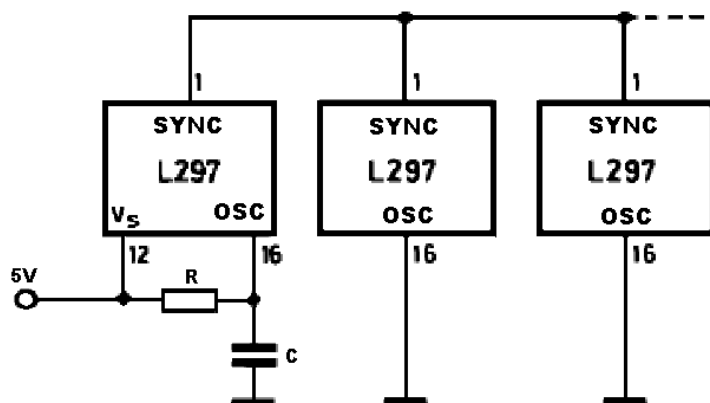 1 1 1
SYNC SYNC SYNC
L297 L297 L297
VS OSC OSC OSC
12 16 16 16
5V R
C